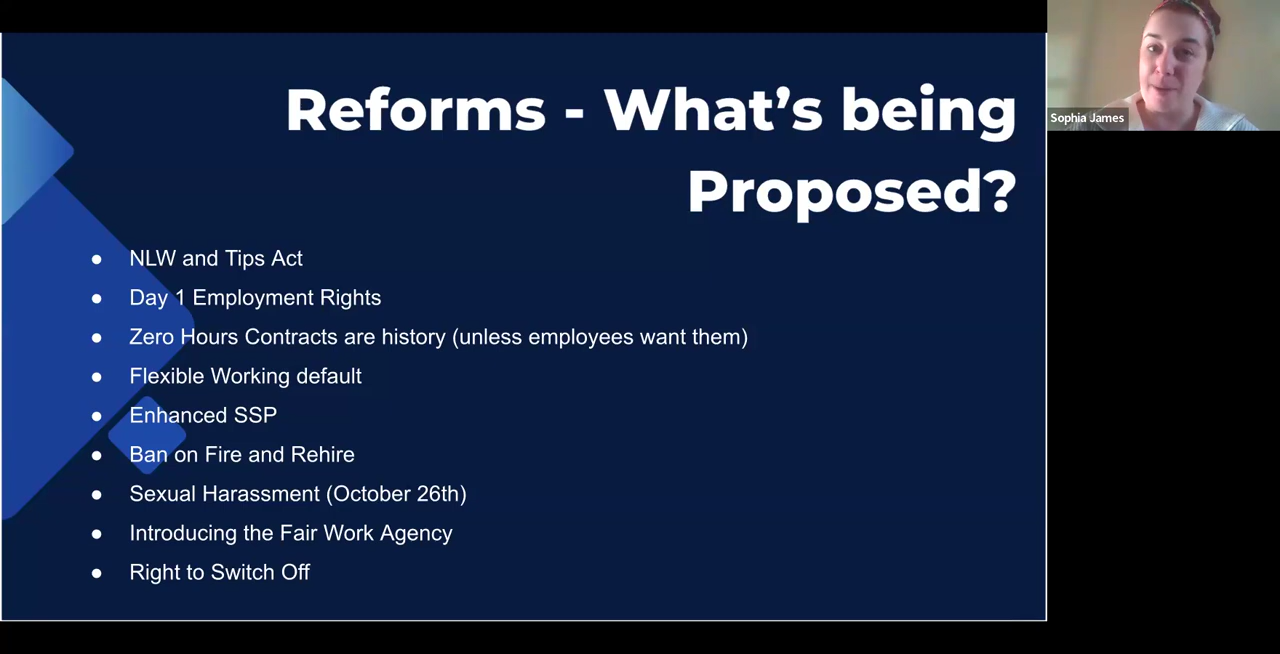 Reforms - What’s being
Proposed?
Sophia James
● NLW and Tips Act
● Day 1 Employment Rights
● Zero Hours Contracts are history (unless employees want them)
● Flexible Working default
● Enhanced SSP
● Ban on Fire and Rehire
● Sexual Harassment (October 26th)
● Introducing the Fair Work Agency
● Right to Switch Off